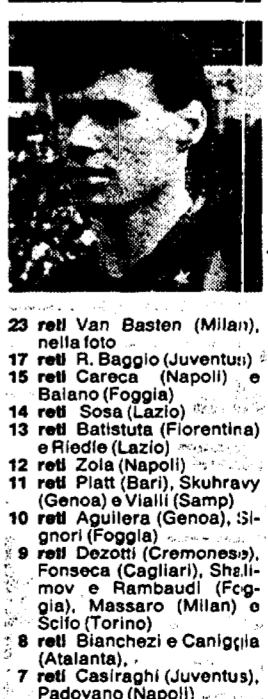 23 reti Van Basten (Milan),
nella foto
17 reti R. Baggio (Juventus)
15 reti Careca (Napoli) e
Baiano (Foggia)
14 reti Sosa (Lazio)
13 reti Batistuta (Fiorentina)
e Riedle (Lazio)
12 reti Zola (Napoli)
11 reti Platt (Bari), Skuhravy
(Genoa) e Vialli (Samp)
10 reti Aguilera (Genoa), Si-
gnori (Foggia)
9 reti Dezotti (Cremonese),
Fonseca (Cagliari), Shali-
mov e Rambaudi (Fog-
gia), Massaro (Milan) e
Scifo (Torino)
8 reti Bianchezi e Caniggia
(Atalanta),
7 reti Casiraghi (Juventus),
Padovano (Napoli)